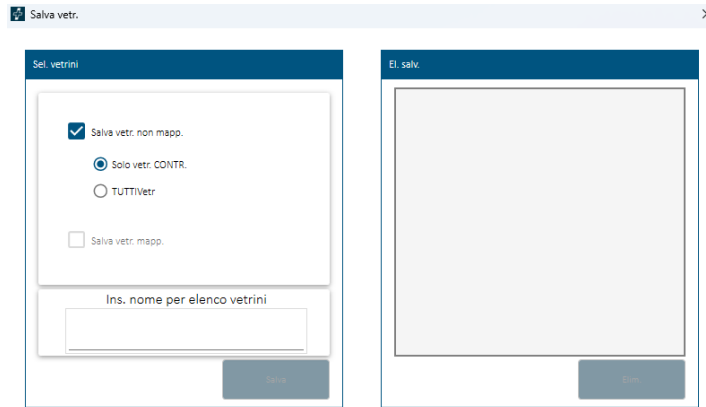 Salva vetr.
Sel. vetrini
Salva vetr. non mapp.
Solo vetr. CONTR.
TUTTIVetr
Salva vetr. mapp.
Ins. nome per elenco vetrini
Salva
El. salv.
Elim